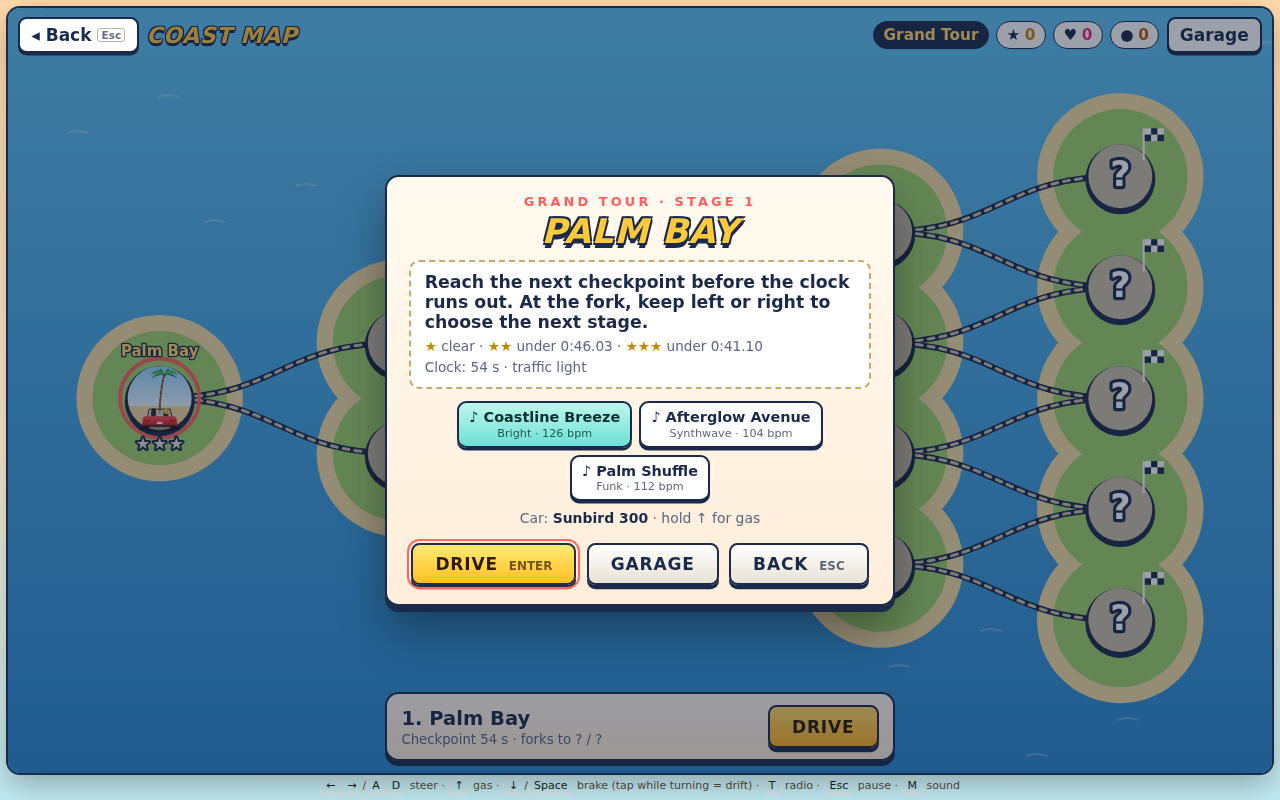 ◂ Back Esc COAST MAP Grand Tour ★ 0 ♥ 0 ● 0 Garage
GRAND TOUR · STAGE 1
PALM BAY
Reach the next checkpoint before the clock
runs out. At the fork, keep left or right to
choose the next stage.
★ clear · ★★ under 0:46.03 · ★★★ under 0:41.10
Clock: 54 s · traffic light
♪ Coastline Breeze
Bright · 126 bpm
♪ Afterglow Avenue
Synthwave · 104 bpm
♪ Palm Shuffle
Funk · 112 bpm
Car: Sunbird 300 · hold ↑ for gas
DRIVE ENTER GARAGE BACK ESC
Palm Bay
?
?
?
?
?
1. Palm Bay
Checkpoint 54 s · forks to ? / ?
DRIVE
← → / A D steer · ↑ gas · ↓ / Space brake (tap while turning = drift) · T radio · Esc pause · M sound